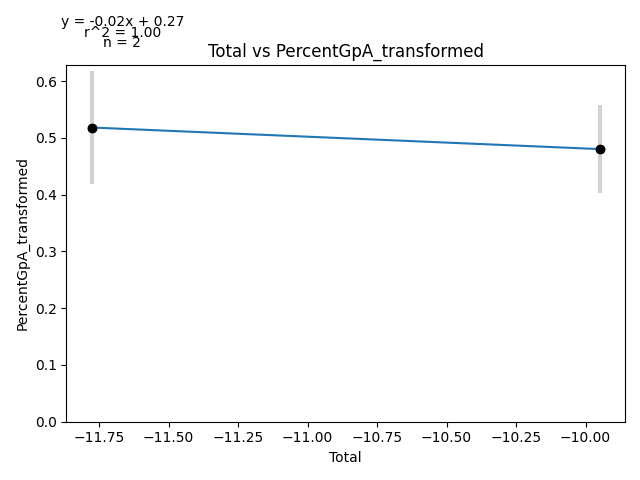 y = -0.02x + 0.27
r^2 = 1.00
n = 2
Total vs PercentGpA_transformed
0.6
0.5
0.4
0.3
0.2
0.1
0.0
PercentGpA_transformed
−11.75 −11.50 −11.25 −11.00 −10.75 −10.50 −10.25 −10.00
Total